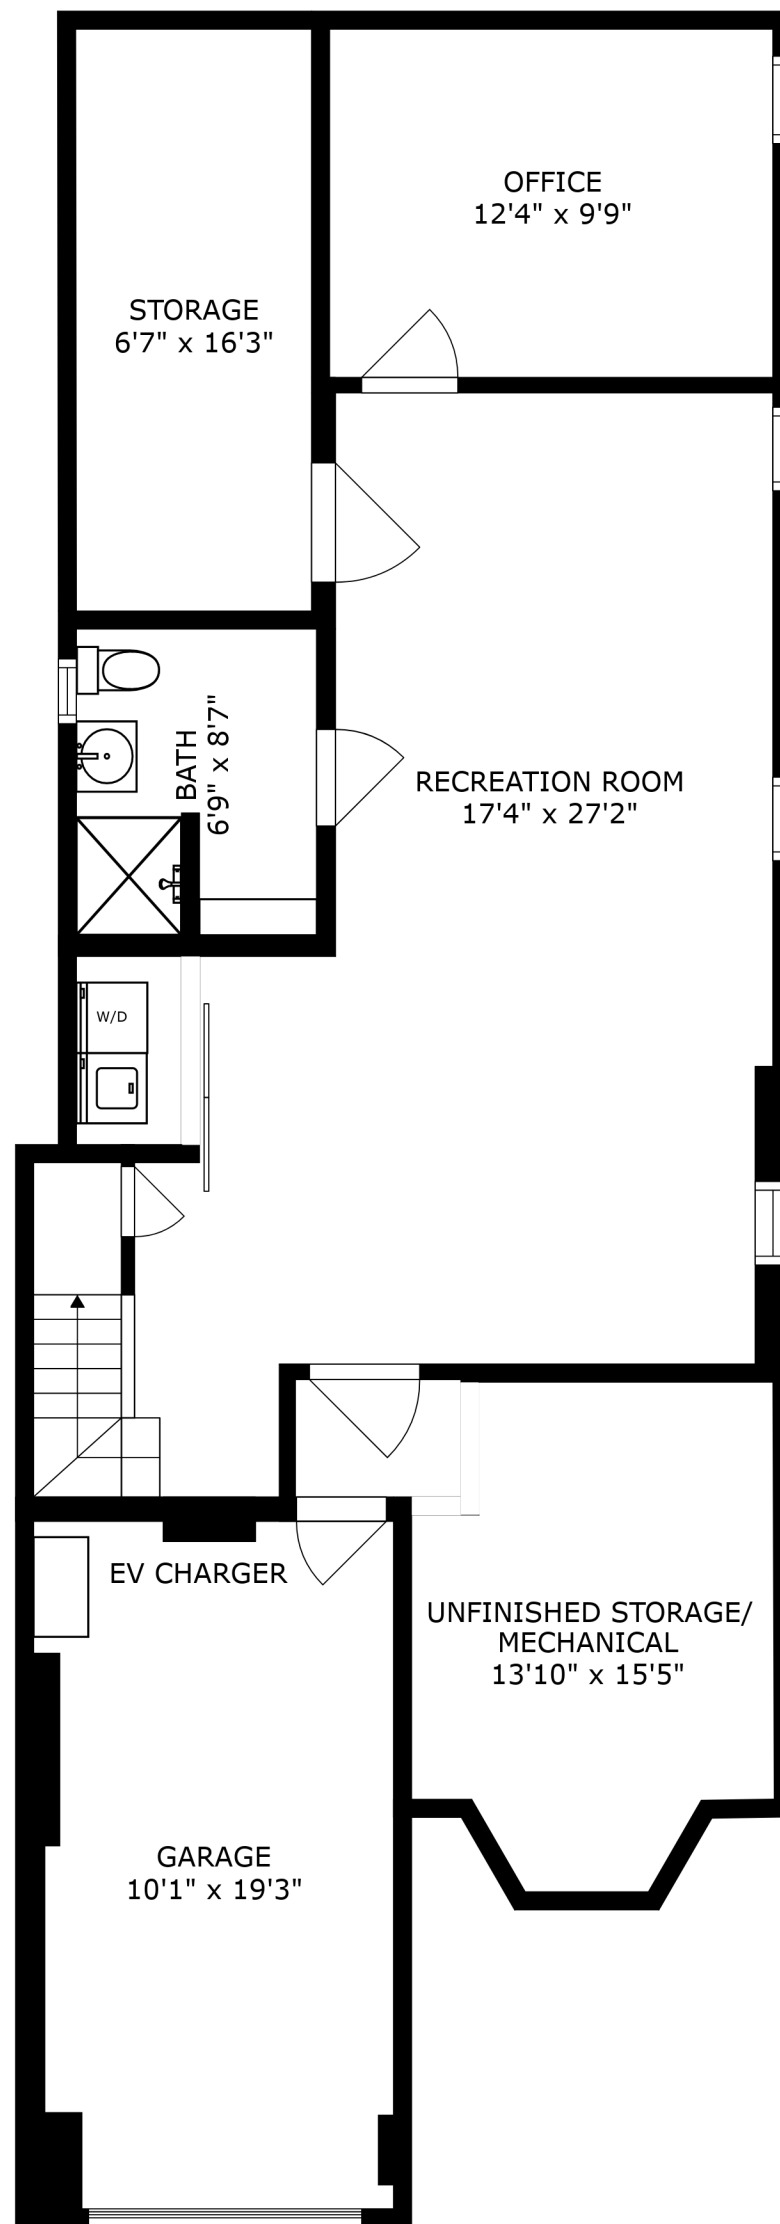 OFFICE
12'4" x 9'9"
STORAGE
6'7" x 16'3"
BATH
6'9" x 8'7"
RECREATION ROOM
17'4" x 27'2"
W/D
EV CHARGER
UNFINISHED STORAGE/
MECHANICAL
13'10" x 15'5"
GARAGE
10'1" x 19'3"